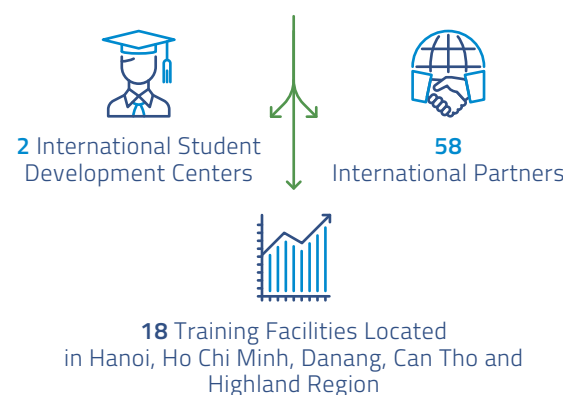 2 International Student
Development Centers
58
International Partners
18 Training Facilities Located
in Hanoi, Ho Chi Minh, Danang, Can Tho and
Highland Region